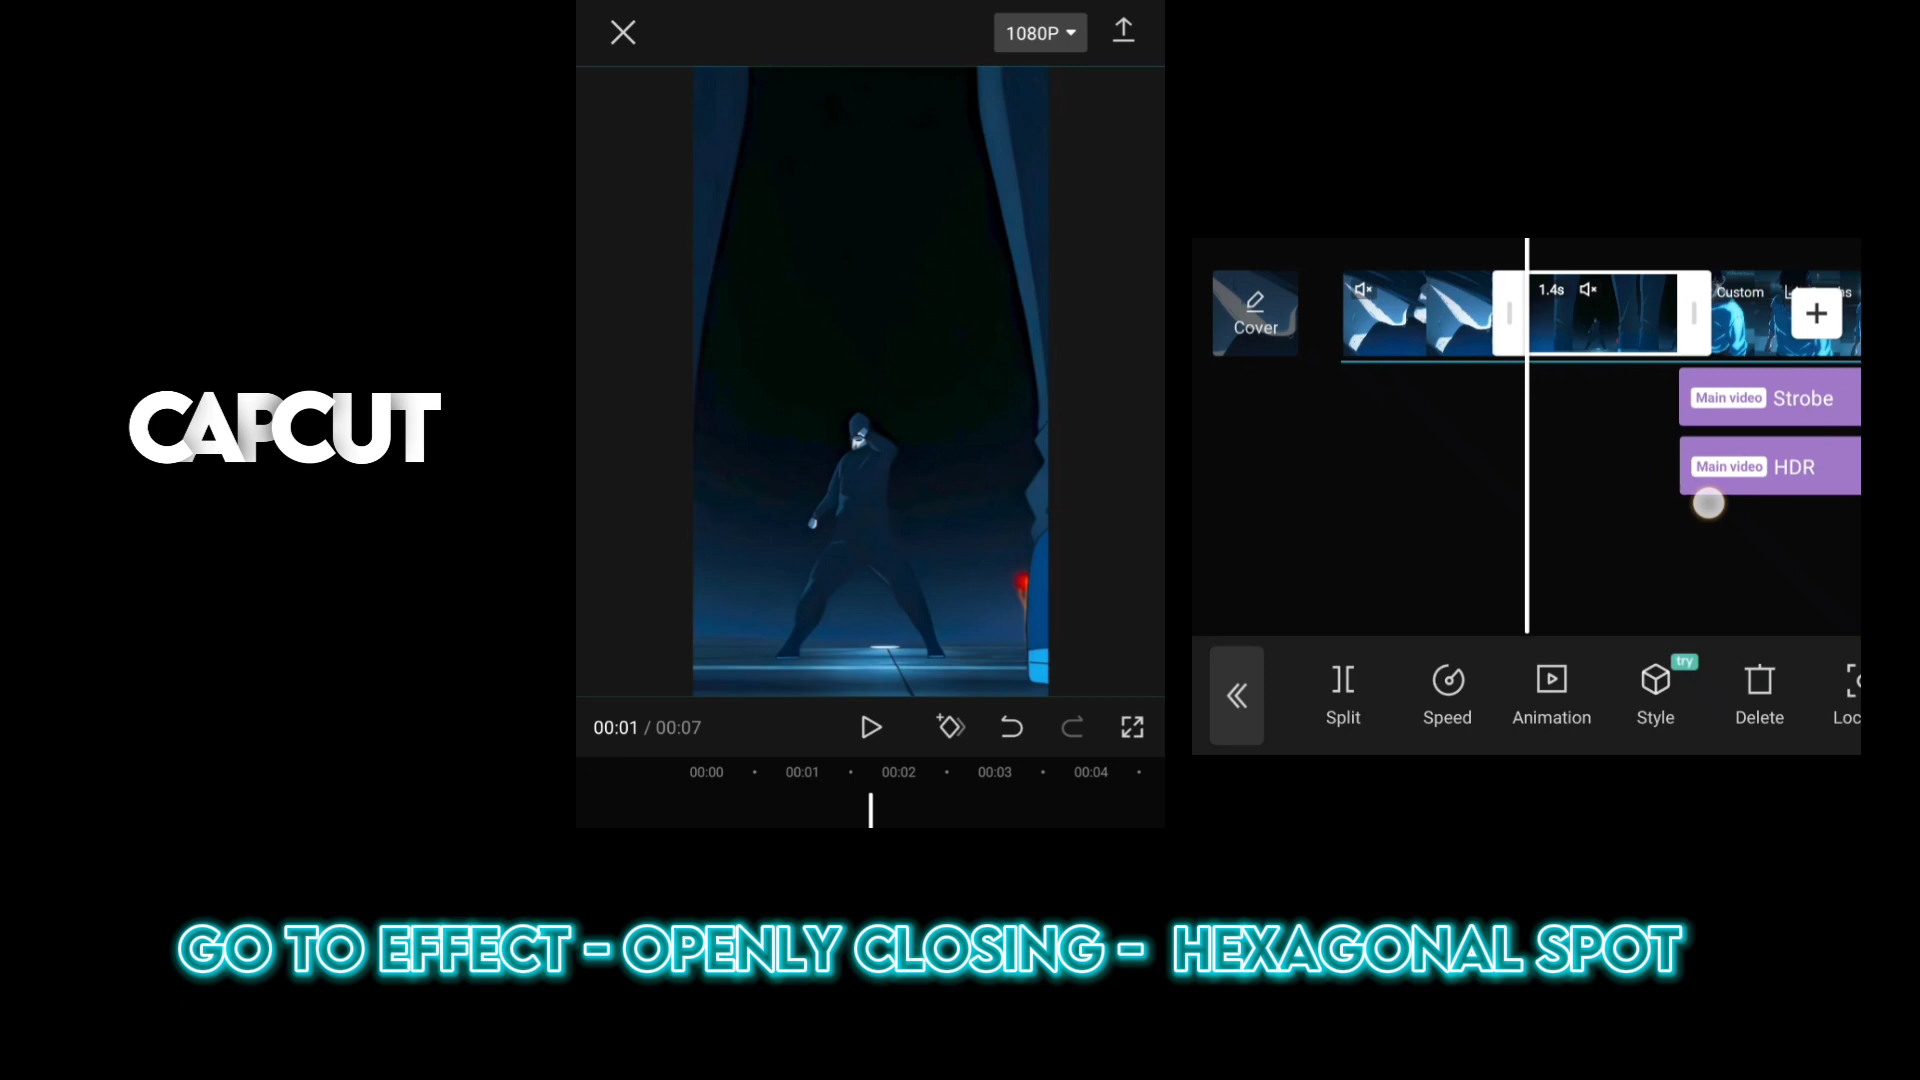 1080P
CAPCUT
Cover
1.4s
Custom
Main video Strobe
Main video HDR
00:01 / 00:07
00:00 00:01 00:02 00:03 00:04
try
Split Speed Animation Style Delete Loc
GO TO EFFECT - OPENLY CLOSING - HEXAGONAL SPOT